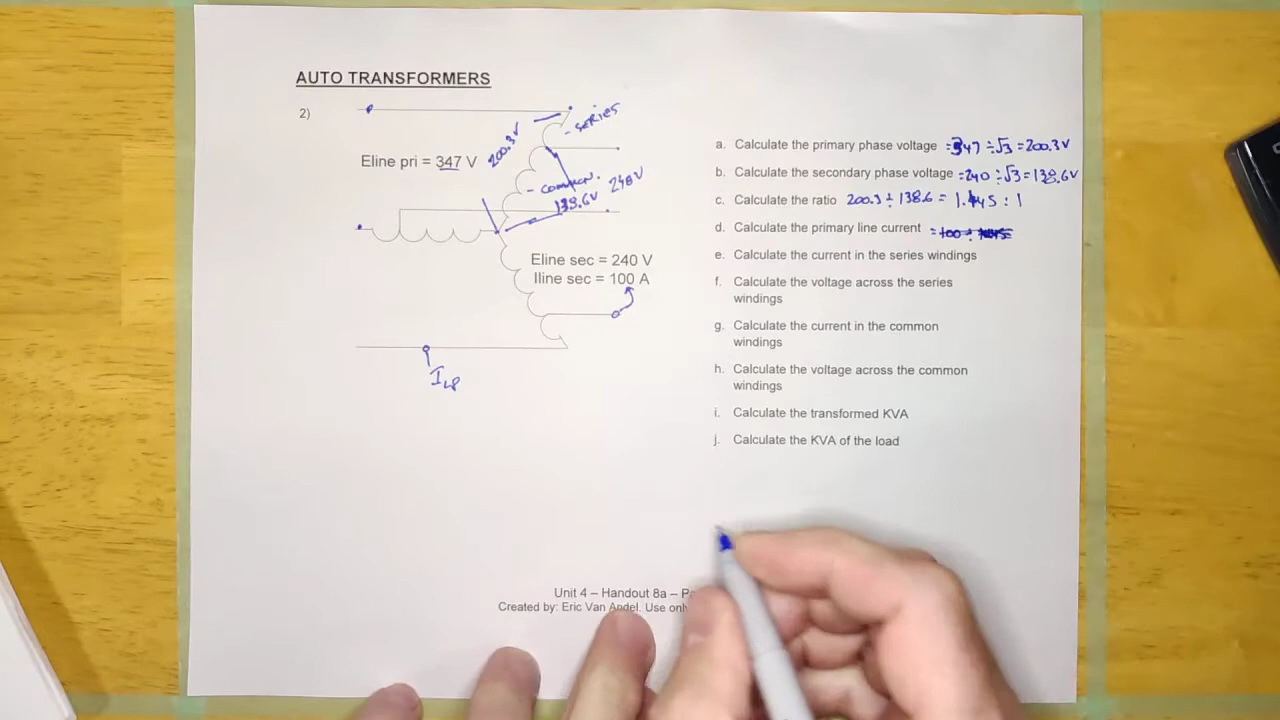 AUTO TRANSFORMERS
2)
- SERIES
200.3V
Eline pri = 347 V
- common.
138.6V
240V
Eline sec = 240 V
Iline sec = 100 A
ILP
a. Calculate the primary phase voltage =347 ÷√3 = 200.3V
b. Calculate the secondary phase voltage =240 ÷√3 = 138.6V
c. Calculate the ratio 200.3 ÷ 138.6 = 1.445 : 1
d. Calculate the primary line current = 100 ÷
e. Calculate the current in the series windings
f. Calculate the voltage across the series
windings
g. Calculate the current in the common
windings
h. Calculate the voltage across the common
windings
i. Calculate the transformed KVA
j. Calculate the KVA of the load
Unit 4 – Handout 8a –
Created by: Eric Van Andel. Use